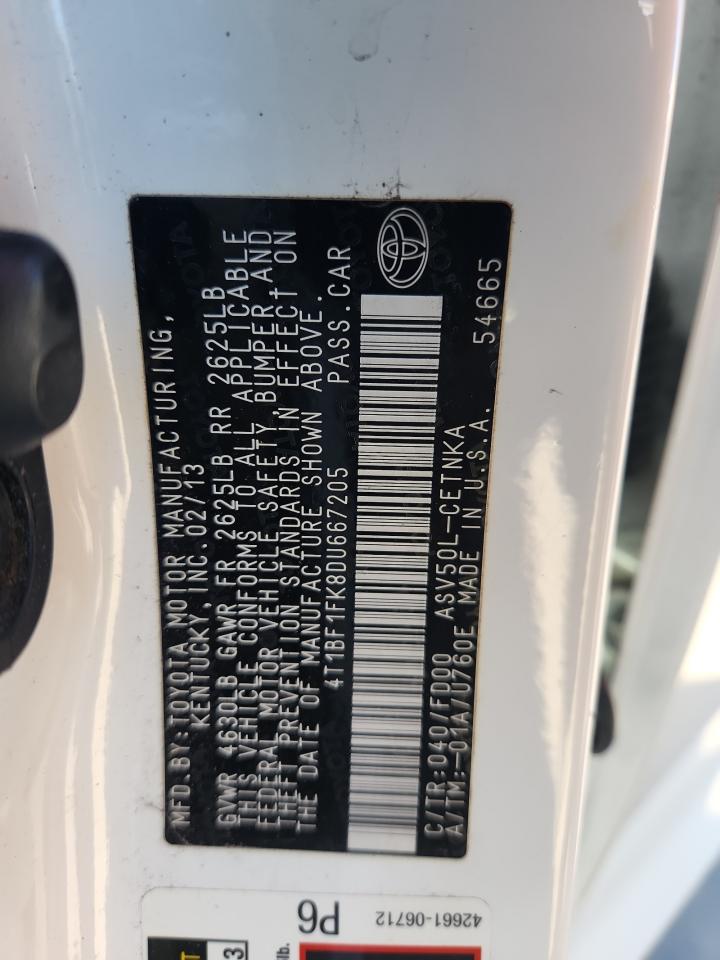 MFD.BY:TOYOTA MOTOR MANUFACTURING,
KENTUCKY, INC.02/13
GVWR 4630LB GAWR FR 2625LB RR 2625LB
THIS VEHICLE CONFORMS TO ALL APPLICABLE
FEDERAL MOTOR VEHICLE SAFETY,BUMPER,AND
THEFT PREVENTION STANDARDS IN EFFECT ON
THE DATE OF MANUFACTURE SHOWN ABOVE.
4T1BF1FK8DU667205 PASS.CAR
C/TR:040/FD00 ASV50L-CETNKA
A/TM:-01A/U760E MADE IN U.S.A. 54665
P6
42661-06712
3
lb.